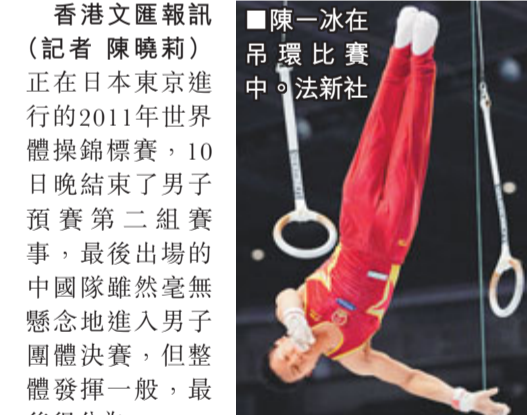 香港文匯報訊
（記者 陳曉莉）
正在日本東京進
行的2011年世界
體操錦標賽，10
日晚結束了男子
預賽第二組賽
事，最後出場的
中國隊雖然毫無
懸念地進入男子
團體決賽，但整
體發揮一般，最
■陳一冰在
吊環比賽
中。法新社